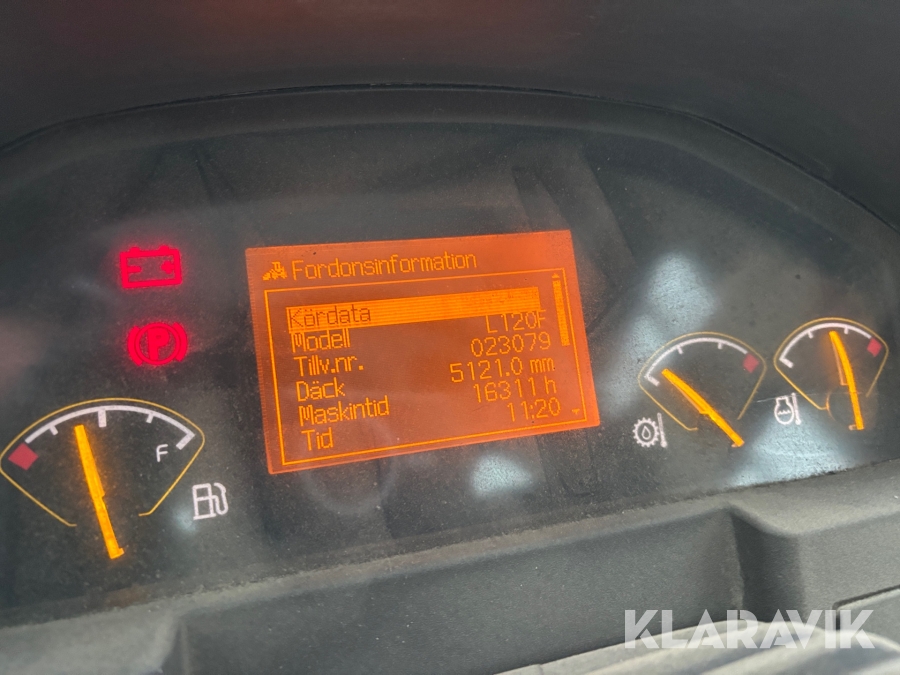 Fordonsinformation
Kördata
Modell L120F
Tillv.nr. 023079
Däck 5121.0 mm
Maskintid 16311 h
Tid 11:20
P
F
KLARAVIK